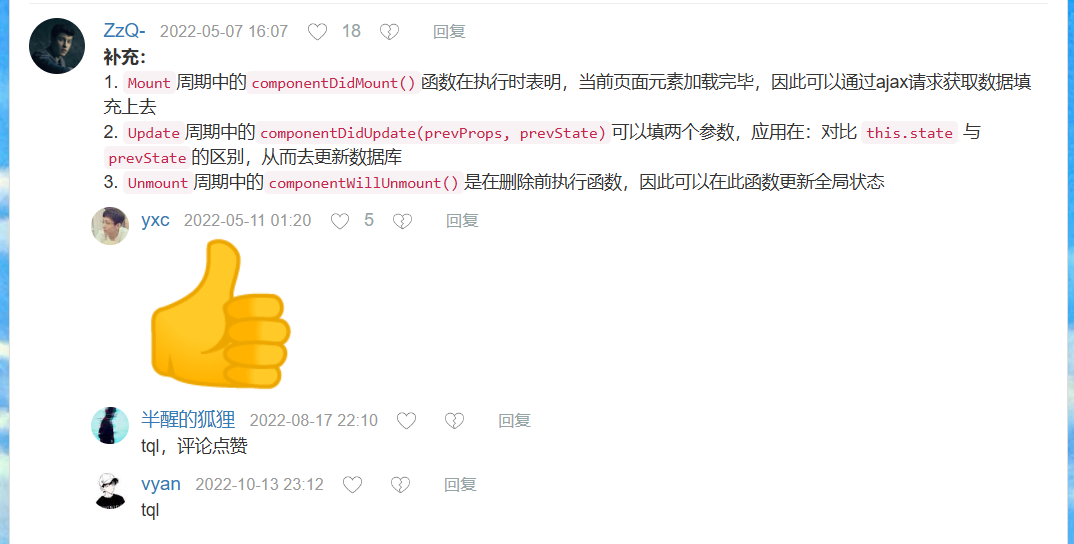 ZzQ- 2022-05-07 16:07 18 回复
补充：
1. Mount 周期中的 componentDidMount() 函数在执行时表明，当前页面元素加载完毕，因此可以通过ajax请求获取数据填
充上去
2. Update 周期中的 componentDidUpdate(prevProps, prevState) 可以填两个参数，应用在：对比 this.state 与
prevState 的区别，从而去更新数据库
3. Unmount 周期中的 componentWillUnmount() 是在删除前执行函数，因此可以在此函数更新全局状态
yxc 2022-05-11 01:20 5 回复
半醒的狐狸 2022-08-17 22:10 回复
tql，评论点赞
vyan 2022-10-13 23:12 回复
tql